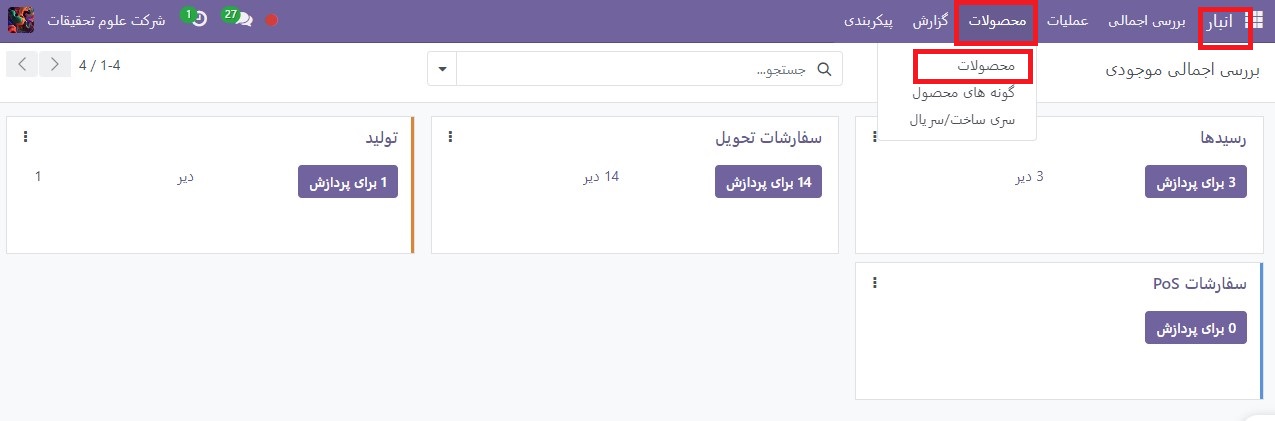 انبار بررسی اجمالی عملیات محصولات گزارش پیکربندی 27 1 شرکت علوم تحقیقات
بررسی اجمالی موجودی جستجو... 4 / 1-4
محصولات
گونه های محصول
سری ساخت/سریال
رسیدها
3 برای پردازش 3 دیر
سفارشات تحویل
14 برای پردازش 14 دیر
تولید
1 برای پردازش دیر 1
سفارشات PoS
0 برای پردازش